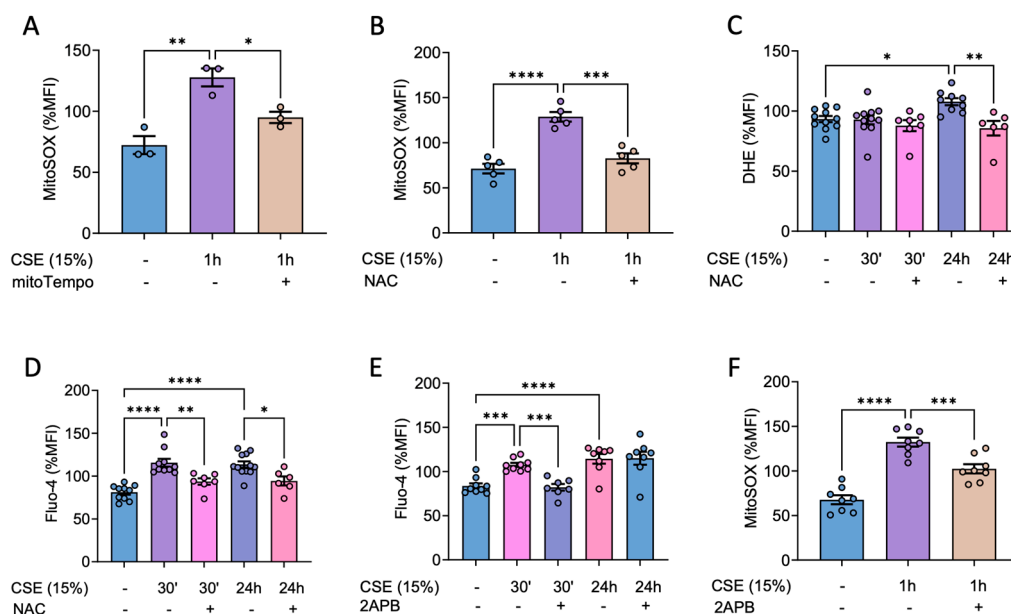 A
MitoSOX (%MFI)
150
100
50
0
** *
CSE (15%) - 1h 1h
mitoTempo - - +
B
MitoSOX (%MFI)
200
150
100
50
0
**** ***
CSE (15%) - 1h 1h
NAC - - +
C
DHE (%MFI)
150
100
50
0
* **
CSE (15%) - 30' 30' 24h 24h
NAC - - + - +
D
Fluo-4 (%MFI)
200
150
100
50
0
****
**** ** *
CSE (15%) - 30' 30' 24h 24h
NAC - - + - +
E
Fluo-4 (%MFI)
200
150
100
50
0
****
*** ***
CSE (15%) - 30' 30' 24h 24h
2APB - - + - +
F
MitoSOX (%MFI)
200
150
100
50
0
**** ***
CSE (15%) - 1h 1h
2APB - - +